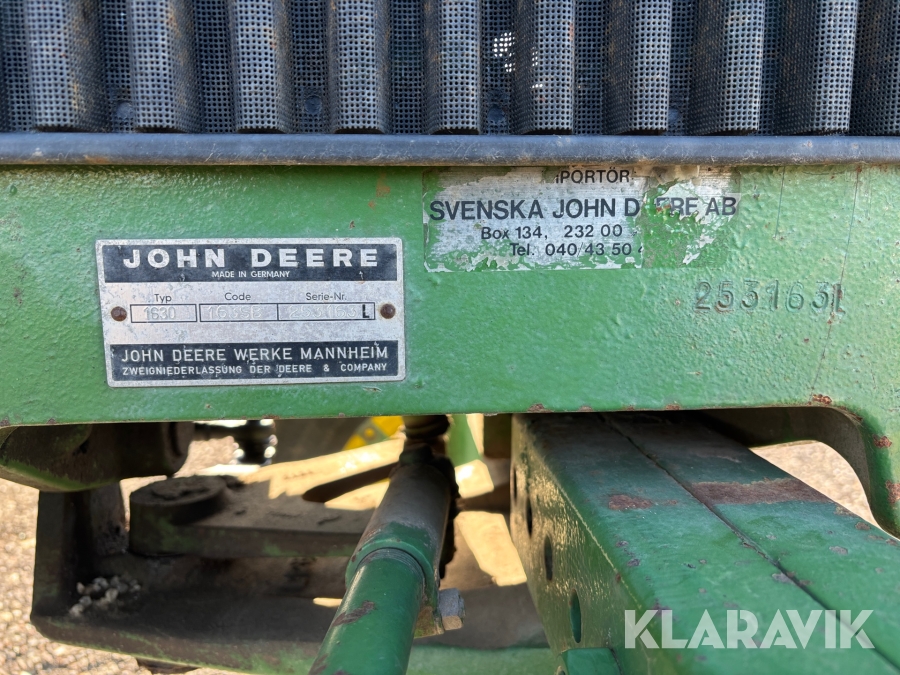 iPORTÖR
SVENSKA JOHN D ERE AB
Box 134, 232 00
Tel. 040/43 50
JOHN DEERE
MADE IN GERMANY
Typ Code Serie-Nr.
1630 253163 L
JOHN DEERE WERKE MANNHEIM
ZWEIGNIEDERLASSUNG DER DEERE & COMPANY
253163L
KLARAVIK